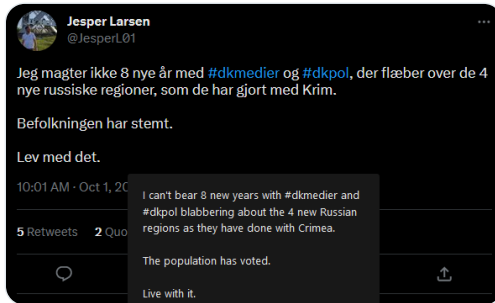 Jesper Larsen
@JesperLØ1
Jeg magter ikke 8 nye år med #dkmedier og #dkpol, der flæber over de 4
nye russiske regioner, som de har gjort med Krim.
Befolkningen har stemt.
Lev med det.
10:01 AM · Oct 1, 20
I can't bear 8 new years with #dkmedier and
#dkpol blabbering about the 4 new Russian
regions as they have done with Crimea.
The population has voted.
Live with it.
5 Retweets 2 Quo